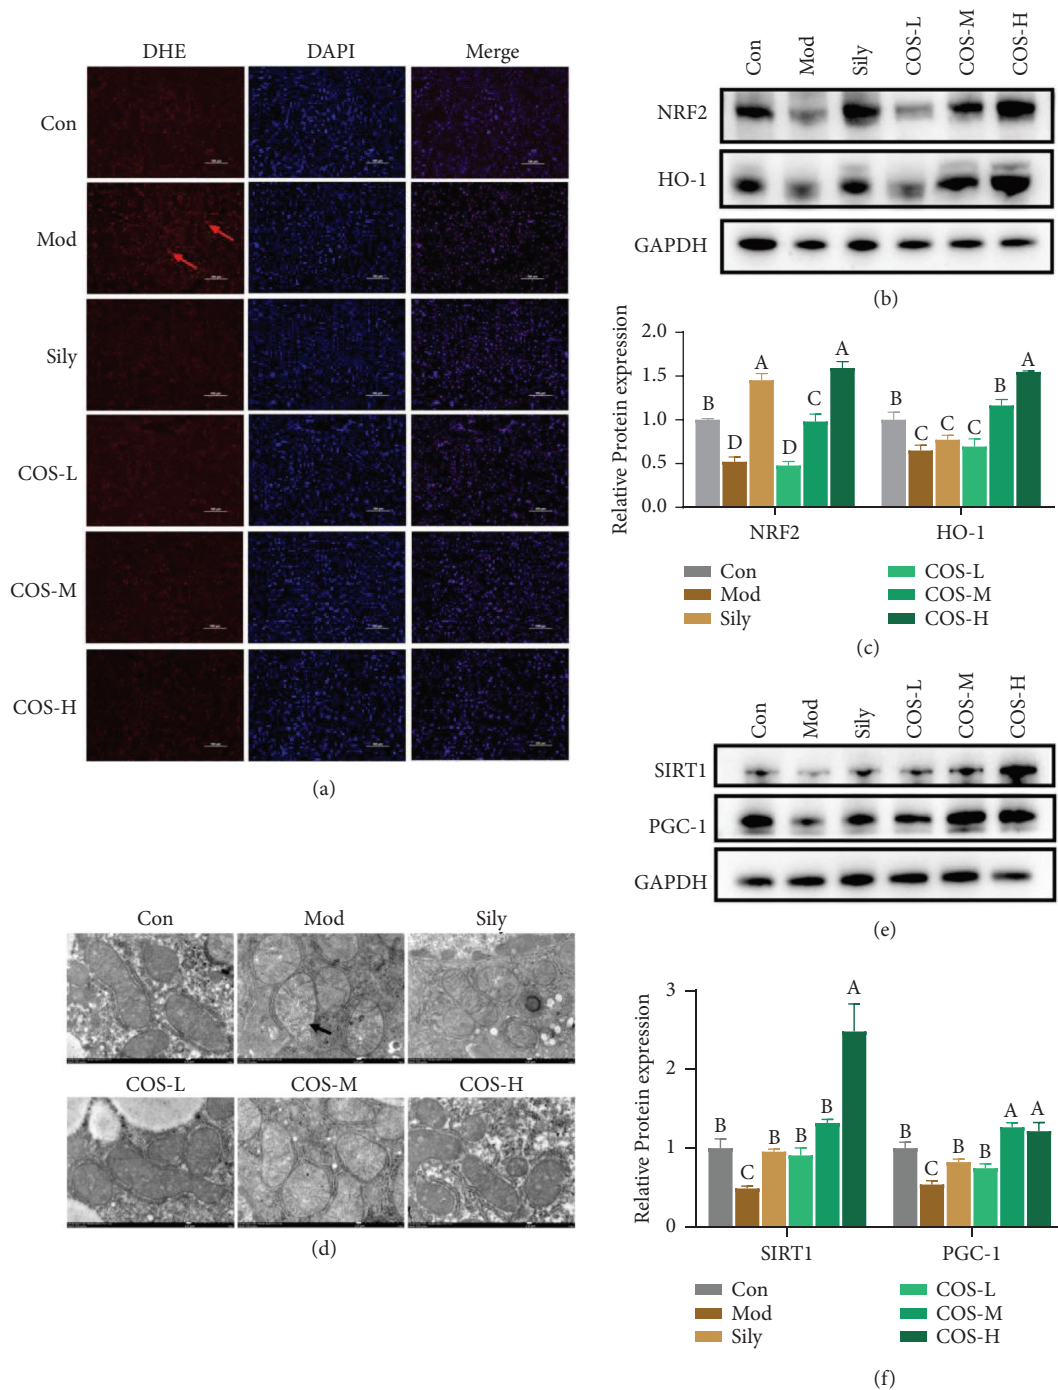 DHE DAPI Merge
Con
Mod
Sily
COS-L
COS-M
COS-H
(a)
Con Mod Sily COS-L COS-M COS-H
NRF2
HO-1
GAPDH
(b)
Relative Protein expression
2.0
1.5
1.0
0.5
0.0
B D A D C A
B C C C B A
NRF2 HO-1
Con COS-L
Mod COS-M
Sily COS-H
(c)
Con Mod Sily
COS-L COS-M COS-H
(d)
Con Mod Sily COS-L COS-M COS-H
SIRT1
PGC-1
GAPDH
(e)
Relative Protein expression
3
2
1
0
B C B B B A
B C B B A A
SIRT1 PGC-1
Con COS-L
Mod COS-M
Sily COS-H
(f)